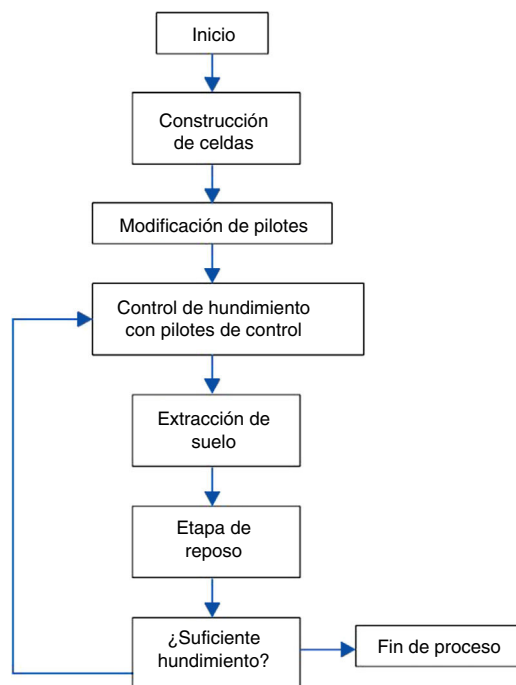 Inicio
Construcción
de celdas
Modificación de pilotes
Control de hundimiento
con pilotes de control
Extracción de
suelo
Etapa de
reposo
¿Suficiente
hundimiento?
Fin de proceso